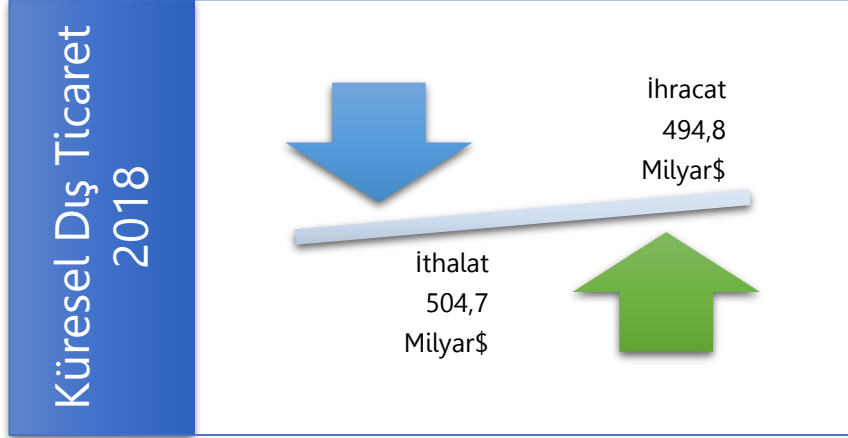 Küresel Dış Ticaret
2018
İhracat
494,8
Milyar$
İthalat
504,7
Milyar$